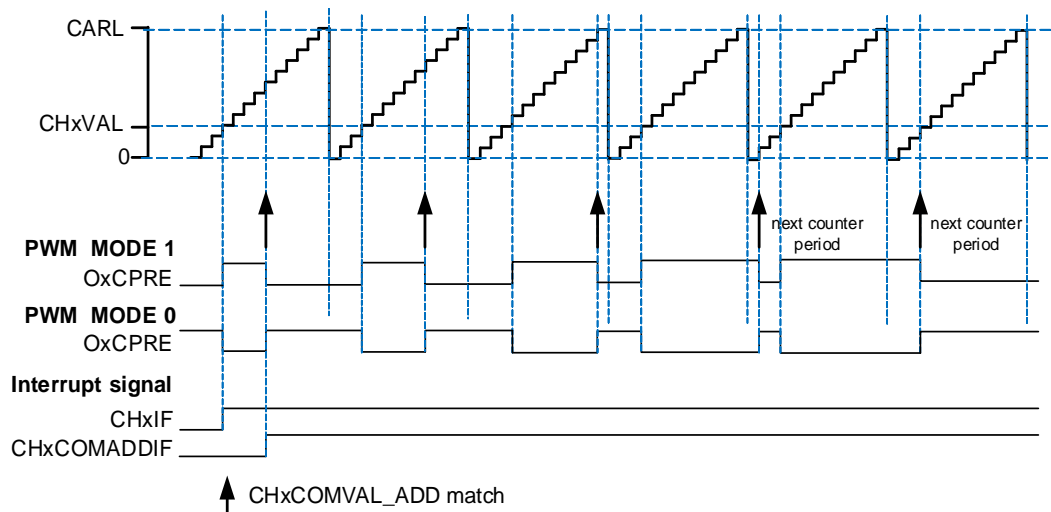 CARL
CHxVAL
0
next counter
period
next counter
period
PWM MODE 1
OxCPRE
PWM MODE 0
OxCPRE
Interrupt signal
CHxIF
CHxCOMADDIF
CHxCOMVAL_ADD match